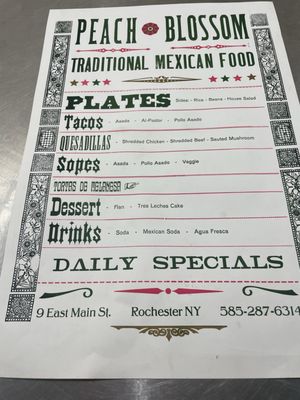 PEACH BLOSSOM
TRADITIONAL MEXICAN FOOD
PLATES Sides: Rice - Beans - House Salad
Tacos - Asada - Al-Pastor - Pollo Asado
QUESADILLAS - Shredded Chicken - Shredded Beef - Sauted Mushroom
Sopes - Asada - Pollo Asado - Veggie
TORTAS DE MILANESA
Dessert - Flan - Tres Leches Cake
Drinks - Soda - Mexican Soda - Agua Fresca
DAILY SPECIALS
9 East Main St. Rochester NY 585-287-6314